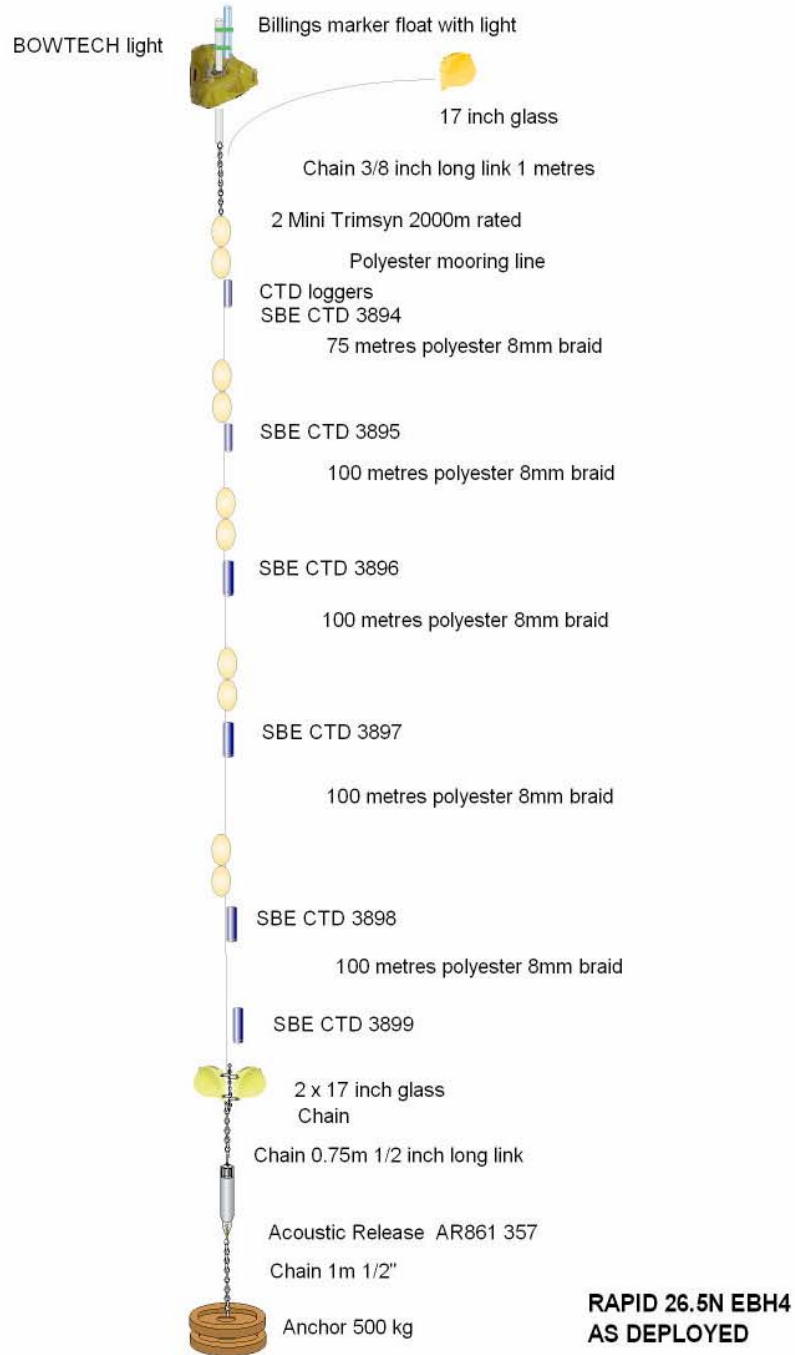 Billings marker float with light
BOWTECH light
17 inch glass
Chain 3/8 inch long link 1 metres
2 Mini Trimsyn 2000m rated
Polyester mooring line
CTD loggers
SBE CTD 3894
75 metres polyester 8mm braid
SBE CTD 3895
100 metres polyester 8mm braid
SBE CTD 3896
100 metres polyester 8mm braid
SBE CTD 3897
100 metres polyester 8mm braid
SBE CTD 3898
100 metres polyester 8mm braid
SBE CTD 3899
2 x 17 inch glass
Chain
Chain 0.75m 1/2 inch long link
Acoustic Release AR861 357
Chain 1m 1/2"
Anchor 500 kg
RAPID 26.5N EBH4
AS DEPLOYED